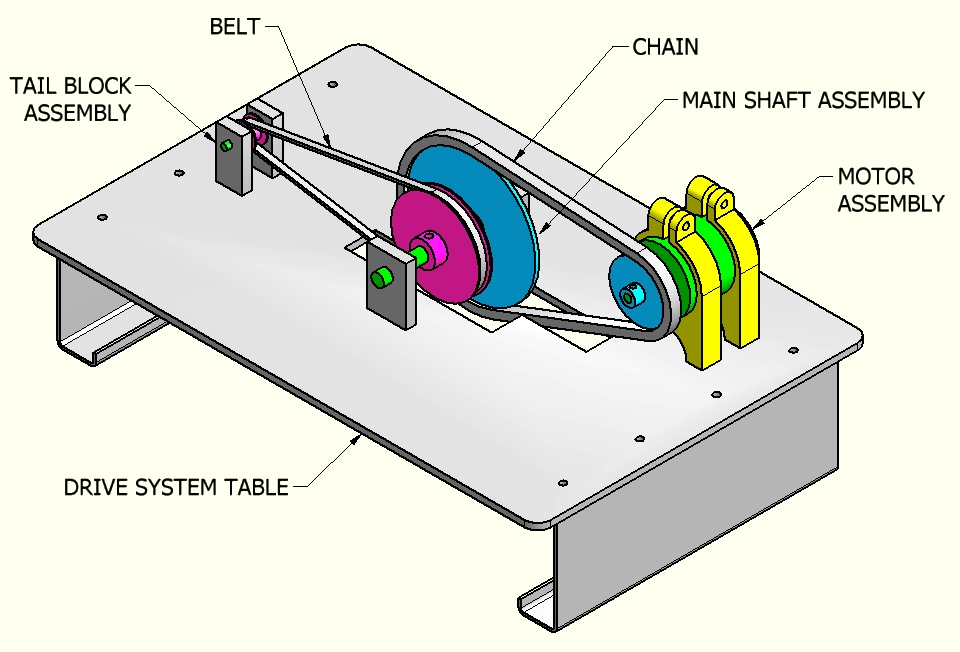 BELT
CHAIN
TAIL BLOCK
ASSEMBLY
MAIN SHAFT ASSEMBLY
MOTOR
ASSEMBLY
DRIVE SYSTEM TABLE